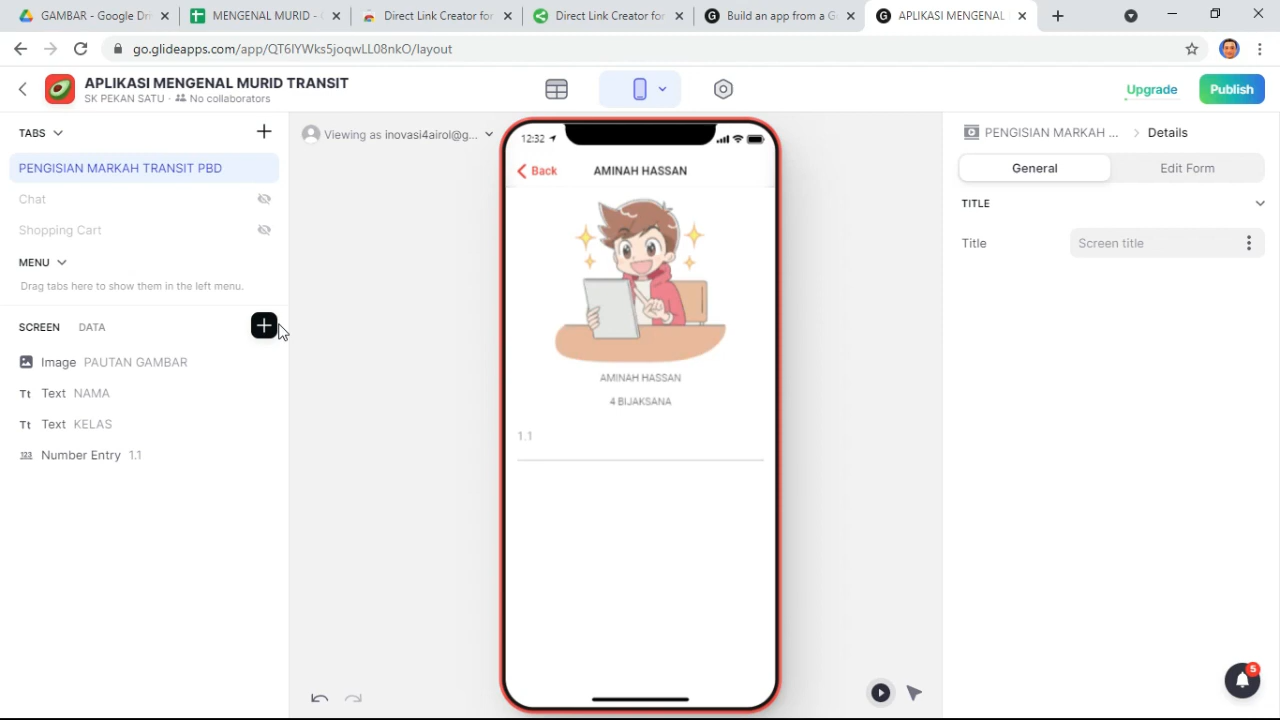 GAMBAR - Google Dri
MENGENAL MURID - G
Direct Link Creator for
Direct Link Creator for
Build an app from a G
APLIKASI MENGENAL
go.glideapps.com/app/QT6lYWks5joqwLL08nkO/layout
APLIKASI MENGENAL MURID TRANSIT
SK PEKAN SATU · No collaborators
Upgrade
Publish
TABS
PENGISIAN MARKAH TRANSIT PBD
Chat
Shopping Cart
MENU
Drag tabs here to show them in the left menu.
SCREEN DATA
Image PAUTAN GAMBAR
Tt Text NAMA
Tt Text KELAS
123 Number Entry 1.1
Viewing as inovasi4airol@g...
12:32
Back AMINAH HASSAN
AMINAH HASSAN
4 BIJAKSANA
1.1
PENGISIAN MARKAH ... > Details
General Edit Form
TITLE
Title Screen title
5